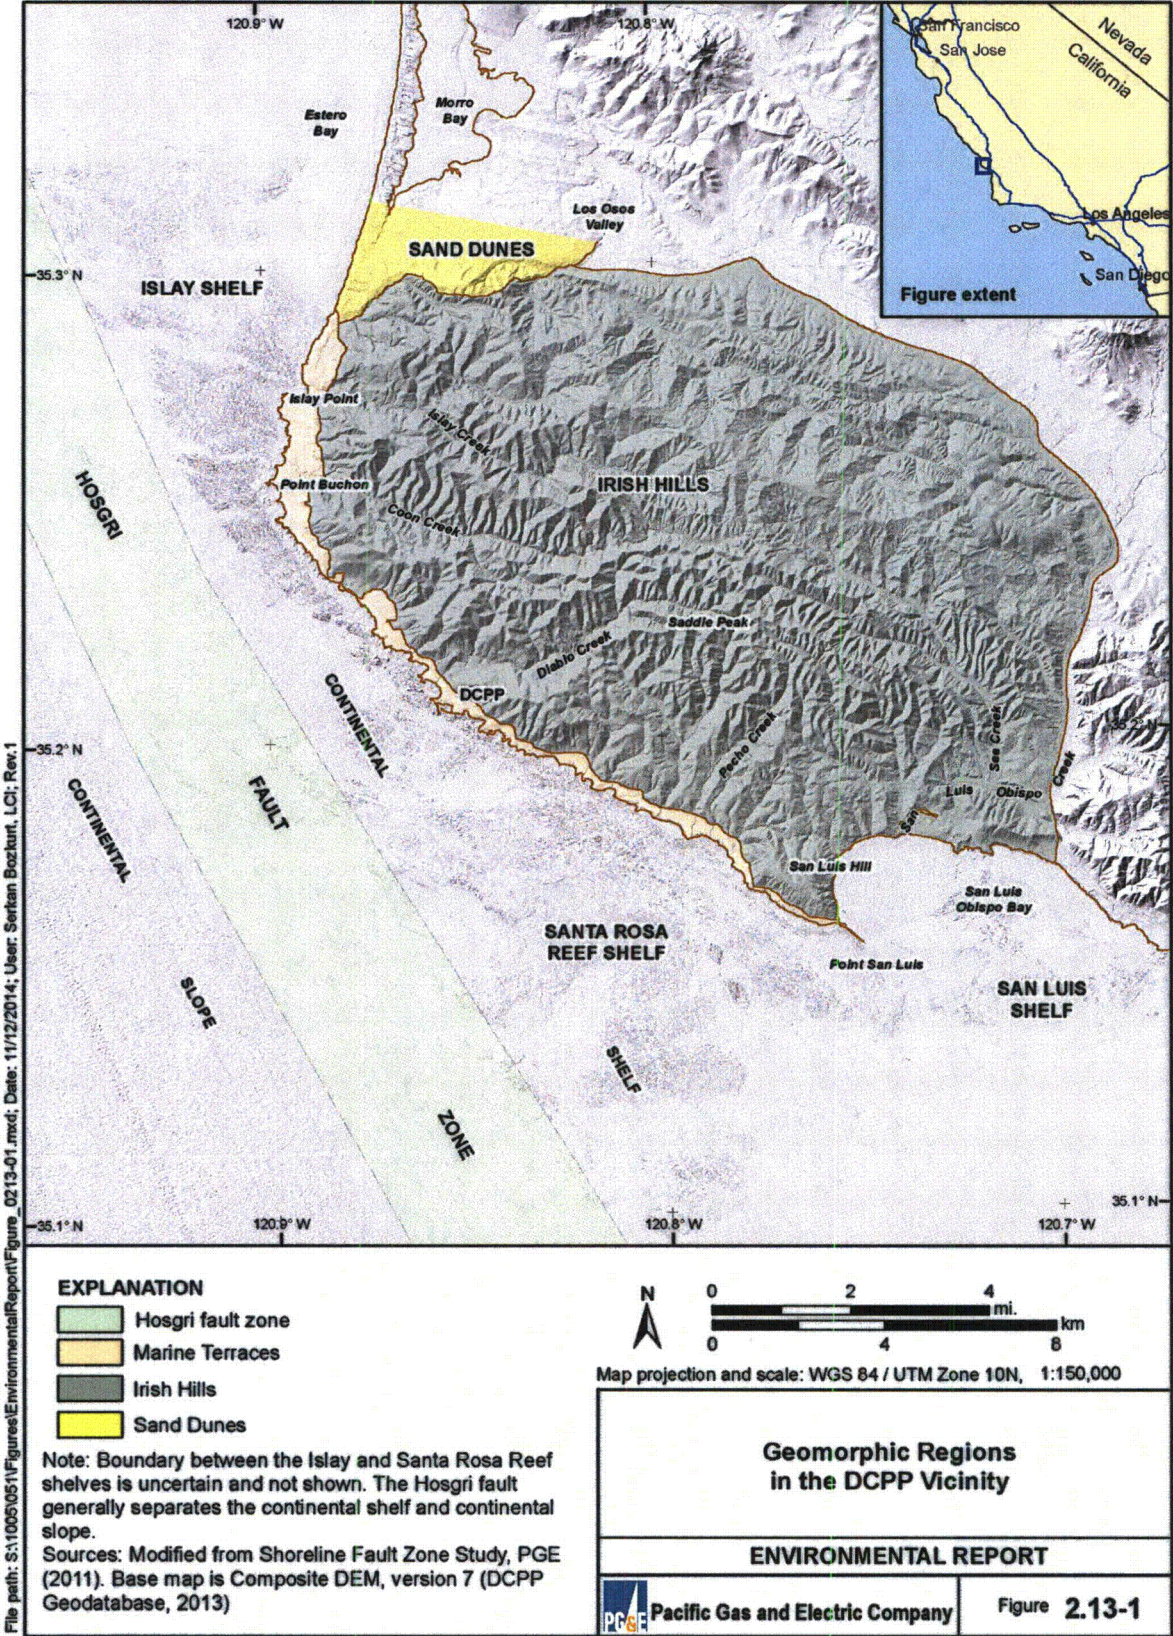 120.9° W
120.8° W
San Francisco
San Jose
Nevada
California
Los Angeles
San Diego
Figure extent
Estero
Bay
Morro
Bay
Los Osos
Valley
SAND DUNES
35.3° N
ISLAY SHELF
Islay Point
Islay Creek
HOSGRI
Point Buchon
IRISH HILLS
Coon Creek
Saddle Peak
Diablo Creek
DCPP
CONTINENTAL
Pecho Creek
See Creek
35.2° N
35.2° N
FAULT
CONTINENTAL
San
Luis
Obispo
Creek
San Luis Hill
San Luis
Obispo Bay
SANTA ROSA
REEF SHELF
Point San Luis
SAN LUIS
SHELF
SLOPE
SHELF
ZONE
35.1° N
35.1° N
120.9° W
120.8° W
120.7° W
File path: S:\1005\051\Figures\EnvironmentalReport\Figure_0213-01.mxd; Date: 11/12/2014; User: Serkan Bozkurt, LCI; Rev.1
EXPLANATION
Hosgri fault zone
Marine Terraces
Irish Hills
Sand Dunes
Note: Boundary between the Islay and Santa Rosa Reef
shelves is uncertain and not shown. The Hosgri fault
generally separates the continental shelf and continental
slope.
Sources: Modified from Shoreline Fault Zone Study, PGE
(2011). Base map is Composite DEM, version 7 (DCPP
Geodatabase, 2013)
N
0 2 4
mi.
km
0 4 8
Map projection and scale: WGS 84 / UTM Zone 10N, 1:150,000
Geomorphic Regions
in the DCPP Vicinity
ENVIRONMENTAL REPORT
PG&E Pacific Gas and Electric Company
Figure 2.13-1